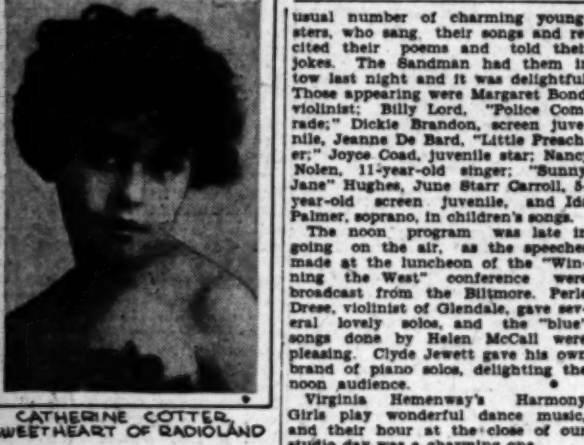 CATHERINE COTTER,
SWEETHEART OF RADIOLAND
usual number of charming young
sters, who sang their songs and re
cited their poems and told their
jokes. The Sandman had them in
tow last night and it was delightful
Those appearing were Margaret Bond
violinist; Billy Lord, "Police Com
rade;" Dickie Brandon, screen juve
nile, Jeanne De Bard, "Little Preach
er;" Joyce Coad, juvenile star; Nanc
Nolen, 11-year-old singer; "Sunny
Jane" Hughes, June Starr Carroll,
year-old screen juvenile, and Ida
Palmer, soprano, in children's songs.
The noon program was late in
going on the air, as the speeches
made at the luncheon of the "Win-
ning the West" conference were
broadcast from the Biltmore. Perle
Drese, violinist of Glendale, gave sev-
eral lovely solos, and the "blue"
songs done by Helen McCall were
pleasing. Clyde Jewett gave his own
brand of piano solos, delighting the
noon audience.
Virginia Hemenway's Harmony
Girls play wonderful dance music,
and their hour at the close of our